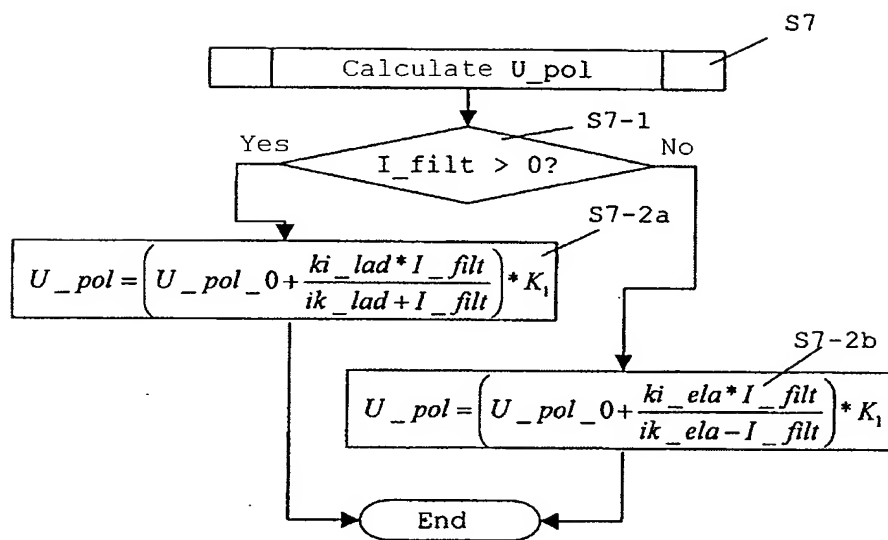 S7
Calculate U_pol
S7-1
Yes
I_filt > 0?
No
S7-2a
U_pol = (U_pol_0 + ki_lad * I_filt / ik_lad + I_filt) * K₁
S7-2b
U_pol = (U_pol_0 + ki_ela * I_filt / ik_ela − I_filt) * K₁
End